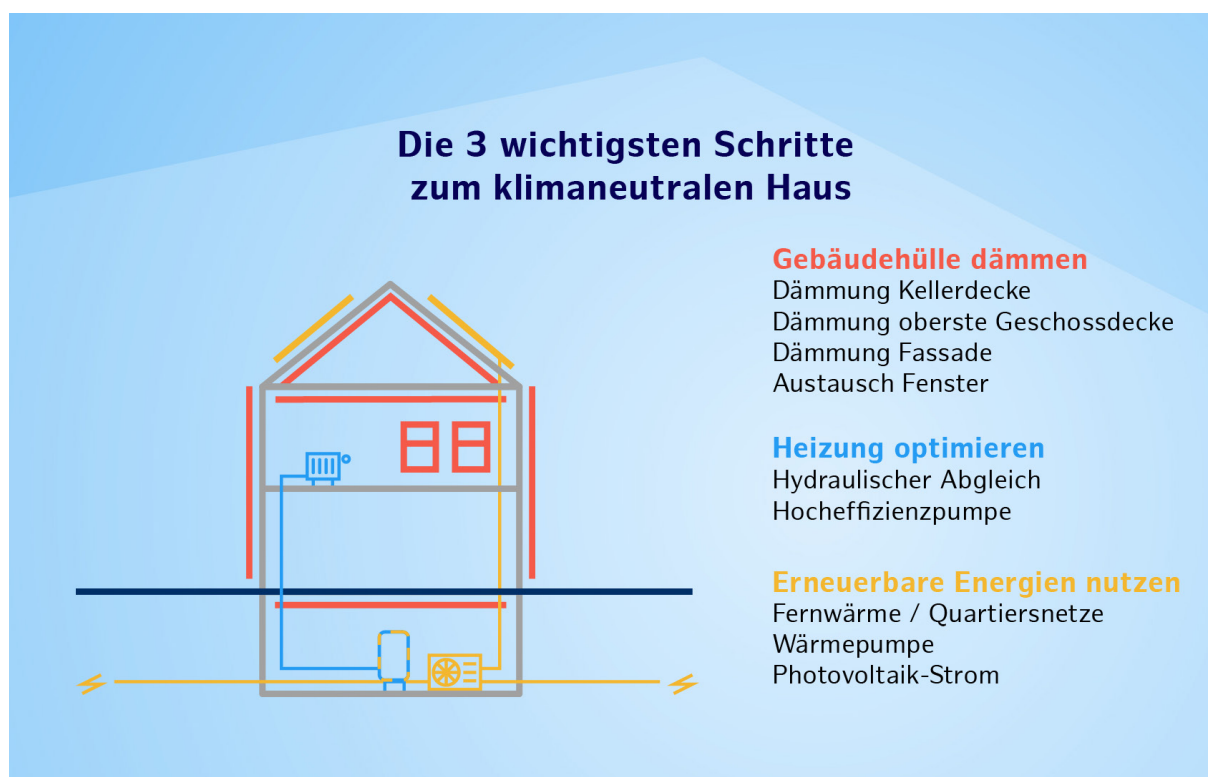 Die 3 wichtigsten Schritte
zum klimaneutralen Haus
Gebäudehülle dämmen
Dämmung Kellerdecke
Dämmung oberste Geschossdecke
Dämmung Fassade
Austausch Fenster
Heizung optimieren
Hydraulischer Abgleich
Hocheffizienzpumpe
Erneuerbare Energien nutzen
Fernwärme / Quartiersnetze
Wärmepumpe
Photovoltaik-Strom